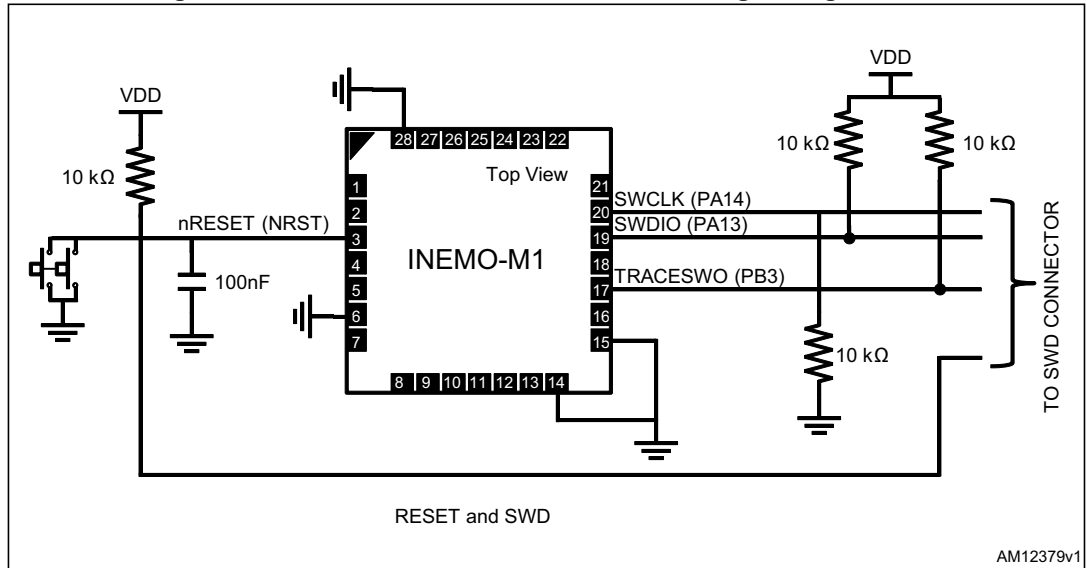 VDD
VDD
28 27 26 25 24 23 22
10 kΩ
10 kΩ
Top View
10 kΩ
1
21
SWCLK (PA14)
2
20
SWDIO (PA13)
nRESET (NRST)
3
19
INEMO-M1
4
18
TRACESWO (PB3)
100nF
5
17
6
16
7
15
10 kΩ
TO SWD CONNECTOR
8 9 10 11 12 13 14
RESET and SWD
AM12379v1